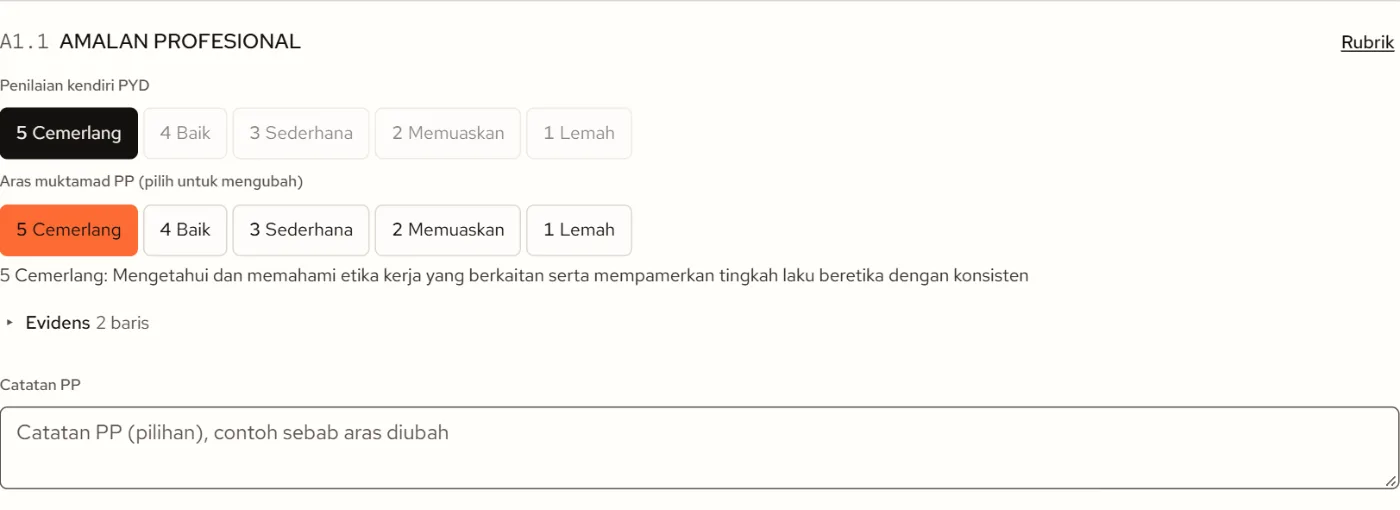 A1.1 AMALAN PROFESIONAL Rubrik
Penilaian kendiri PYD
5 Cemerlang 4 Baik 3 Sederhana 2 Memuaskan 1 Lemah
Aras muktamad PP (pilih untuk mengubah)
5 Cemerlang 4 Baik 3 Sederhana 2 Memuaskan 1 Lemah
5 Cemerlang: Mengetahui dan memahami etika kerja yang berkaitan serta mempamerkan tingkah laku beretika dengan konsisten
Evidens 2 baris
Catatan PP
Catatan PP (pilihan), contoh sebab aras diubah